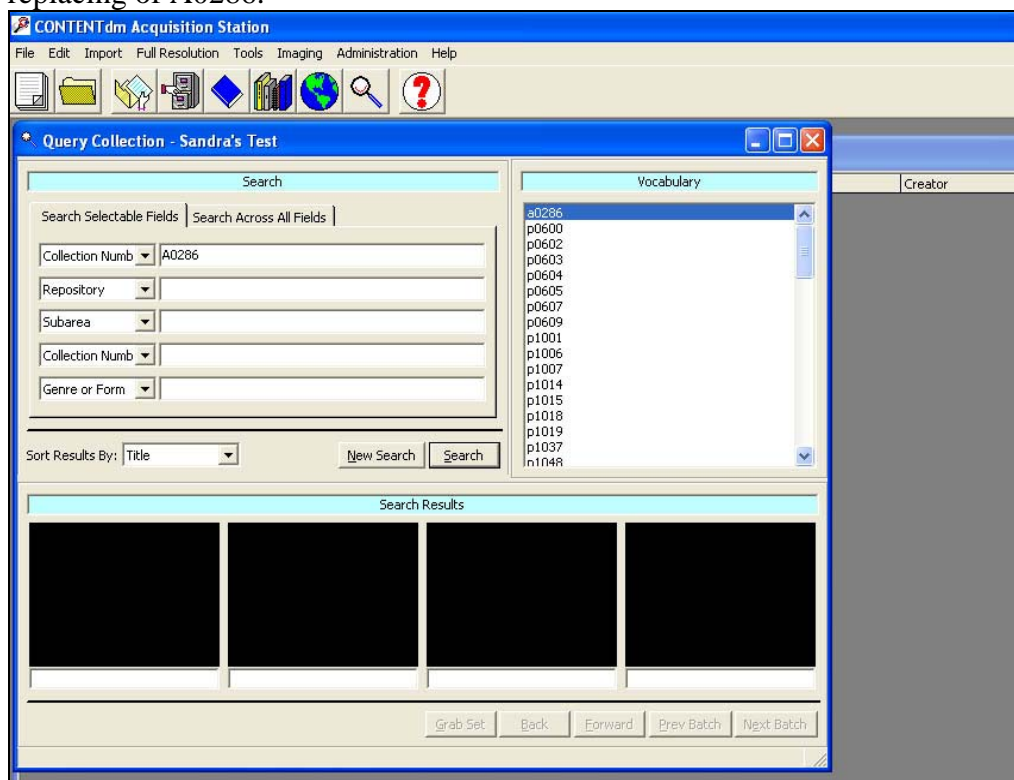 replacing of A0286.
CONTENTdm Acquisition Station
File Edit Import Full Resolution Tools Imaging Administration Help
Query Collection - Sandra's Test
Search
Search Selectable Fields Search Across All Fields
Collection Numb A0286
Repository
Subarea
Collection Numb
Genre or Form
Sort Results By: Title New Search Search
Vocabulary
a0286
p0600
p0602
p0603
p0604
p0605
p0607
p0609
p1001
p1006
p1007
p1014
p1015
p1018
p1019
p1037
p1048
Creator
Search Results
Grab Set Back Forward Prev Batch Next Batch